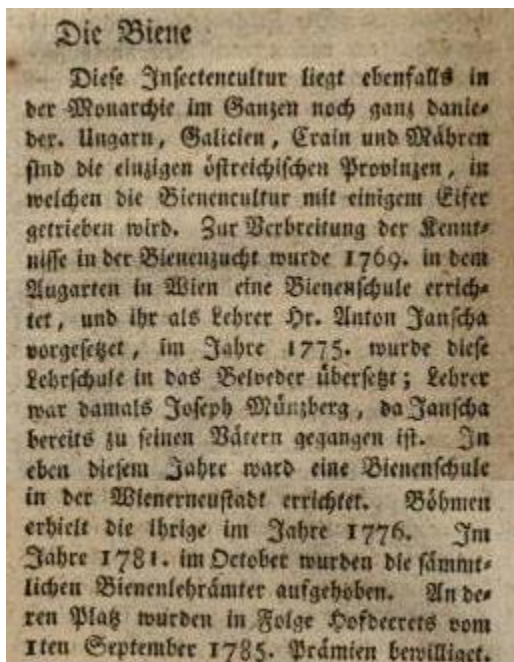 Die Biene
Dieſe Inſectencultur liegt ebenfalls in
der Monarchie im Ganzen noch ganz danie⸗
der. Ungarn, Galicien, Crain und Mähren
ſind die einzigen öſtreichiſchen Provinzen, in
welchen die Bienencultur mit einigem Eifer
getrieben wird. Zur Verbreitung der Kennt⸗
niſſe in der Bienenzucht wurde 1769. in dem
Augarten in Wien eine Bienenſchule errich⸗
tet, und ihr als Lehrer Hr. Anton Janſcha
vorgeſetzet, im Jahre 1775. wurde dieſe
Lehrſchule in das Belveder überſetzt; Lehrer
war damals Joſeph Münzberg, da Janſcha
bereits zu ſeinen Vätern gegangen iſt. In
eben dieſem Jahre ward eine Bienenſchule
in der Wienerneuſtadt errichtet. Böhmen
erhielt die ihrige im Jahre 1776. Im
Jahre 1781. im October wurden die ſämmt⸗
lichen Bienenlehrämter aufgehoben. An de⸗
ren Platz wurden in Folge Hofdecrets vom
1ten September 1785. Prämien bewilliget.